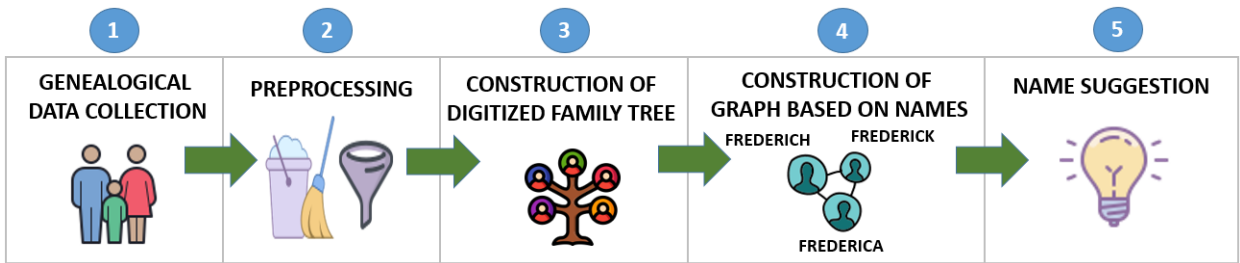 1
2
3
4
5
GENEALOGICAL
DATA COLLECTION
PREPROCESSING
CONSTRUCTION OF
DIGITIZED FAMILY TREE
CONSTRUCTION OF
GRAPH BASED ON NAMES
FREDERICH
FREDERICK
FREDERICA
NAME SUGGESTION